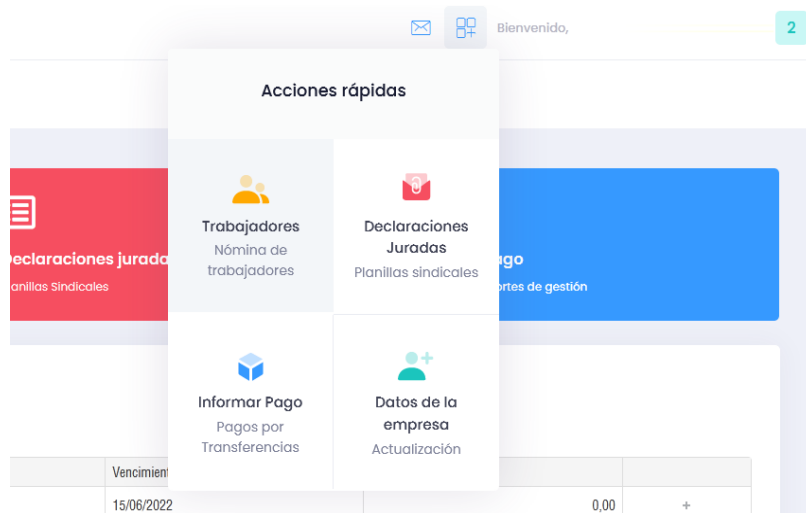 Bienvenido,
2
Acciones rápidas
Trabajadores
Nómina de
trabajadores
Declaraciones
Juradas
Planillas sindicales
Informar Pago
Pagos por
Transferencias
Datos de la
empresa
Actualización
eclaraciones jurada
anillas Sindicales
ago
ortes de gestión
Vencimient
15/06/2022
0,00
+